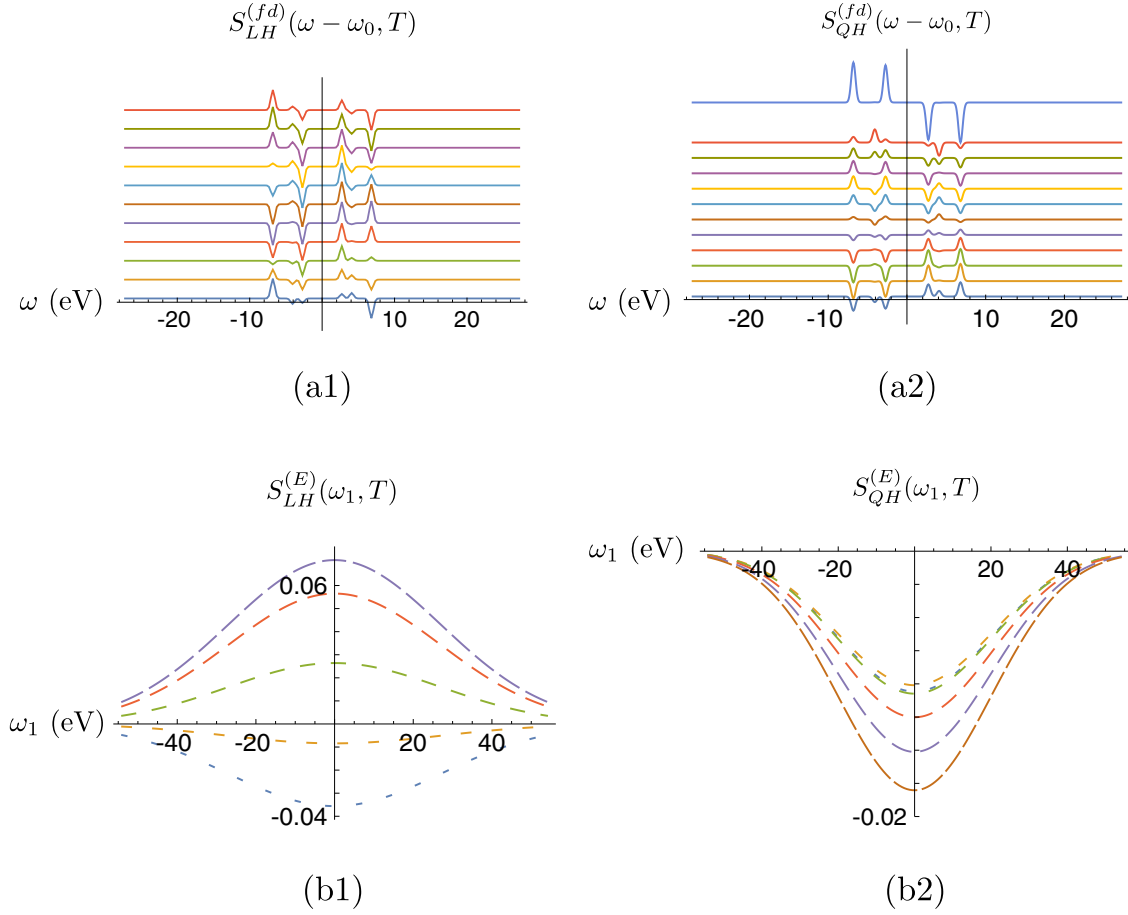 S_{LH}^{(fd)}(ω − ω_0, T)
S_{QH}^{(fd)}(ω − ω_0, T)
ω (eV)
-20 -10 10 20
ω (eV)
-20 -10 10 20
(a1)
(a2)
S_{LH}^{(E)}(ω_1, T)
S_{QH}^{(E)}(ω_1, T)
0.06
ω_1 (eV)
-40 -20 20 40
-0.04
ω_1 (eV)
-40 -20 20 40
-0.02
(b1)
(b2)